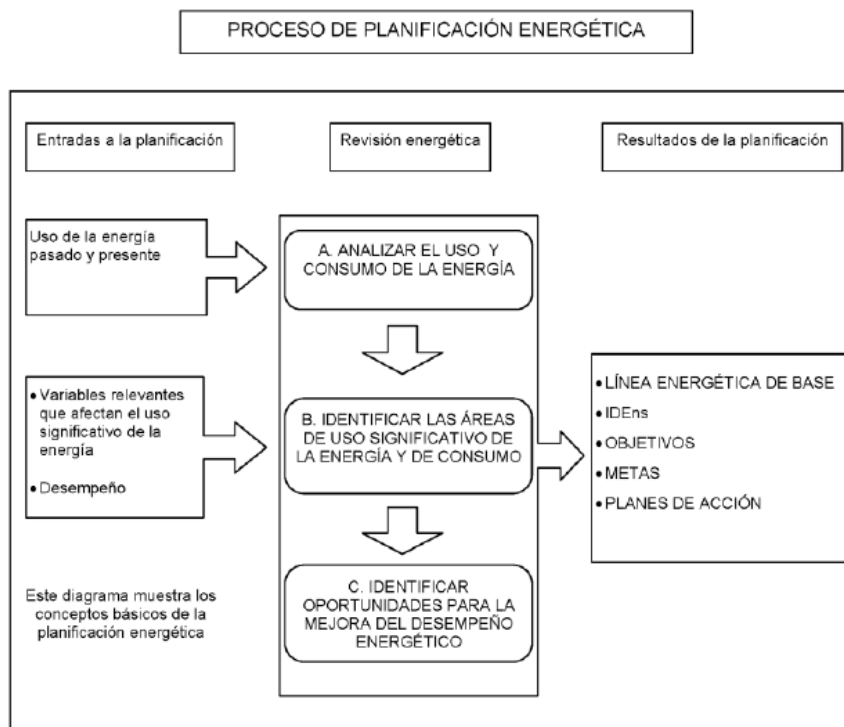 PROCESO DE PLANIFICACIÓN ENERGÉTICA
Entradas a la planificación
Revisión energética
Resultados de la planificación
Uso de la energía
pasado y presente
A. ANALIZAR EL USO Y
CONSUMO DE LA ENERGÍA
• Variables relevantes
que afectan el uso
significativo de la
energía
• Desempeño
B. IDENTIFICAR LAS ÁREAS
DE USO SIGNIFICATIVO DE
LA ENERGÍA Y DE CONSUMO
• LÍNEA ENERGÉTICA DE BASE
• IDEns
• OBJETIVOS
• METAS
• PLANES DE ACCIÓN
Este diagrama muestra los
conceptos básicos de la
planificación energética
C. IDENTIFICAR
OPORTUNIDADES PARA LA
MEJORA DEL DESEMPEÑO
ENERGÉTICO